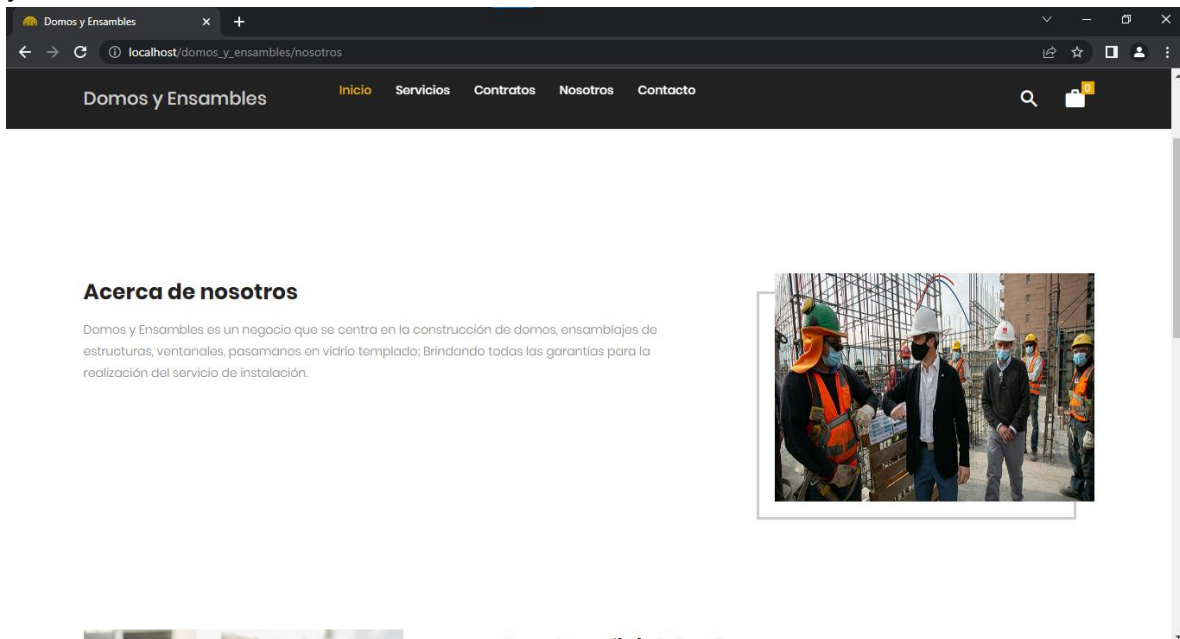 Domos y Ensambles
localhost/domos_y_ensambles/nosotros
Domos y Ensambles
Inicio Servicios Contratos Nosotros Contacto
0
Acerca de nosotros
Domos y Ensambles es un negocio que se centra en la construcción de domos, ensamblajes de
estructuras, ventanales, pasamanos en vidrio templado; Brindando todas las garantías para la
realización del servicio de instalación.